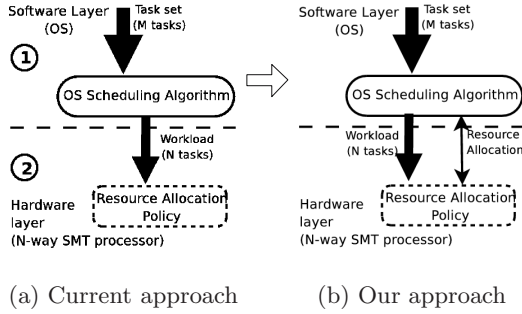 Software Layer
(OS)
Task set
(M tasks)
1
OS Scheduling Algorithm
Workload
(N tasks)
2
Resource Allocation
Policy
Hardware
layer
(N-way SMT processor)
(a) Current approach
Software Layer
(OS)
Task set
(M tasks)
OS Scheduling Algorithm
Workload
(N tasks)
Resource
Allocation
Resource Allocation
Policy
Hardware
layer
(N-way SMT processor)
(b) Our approach